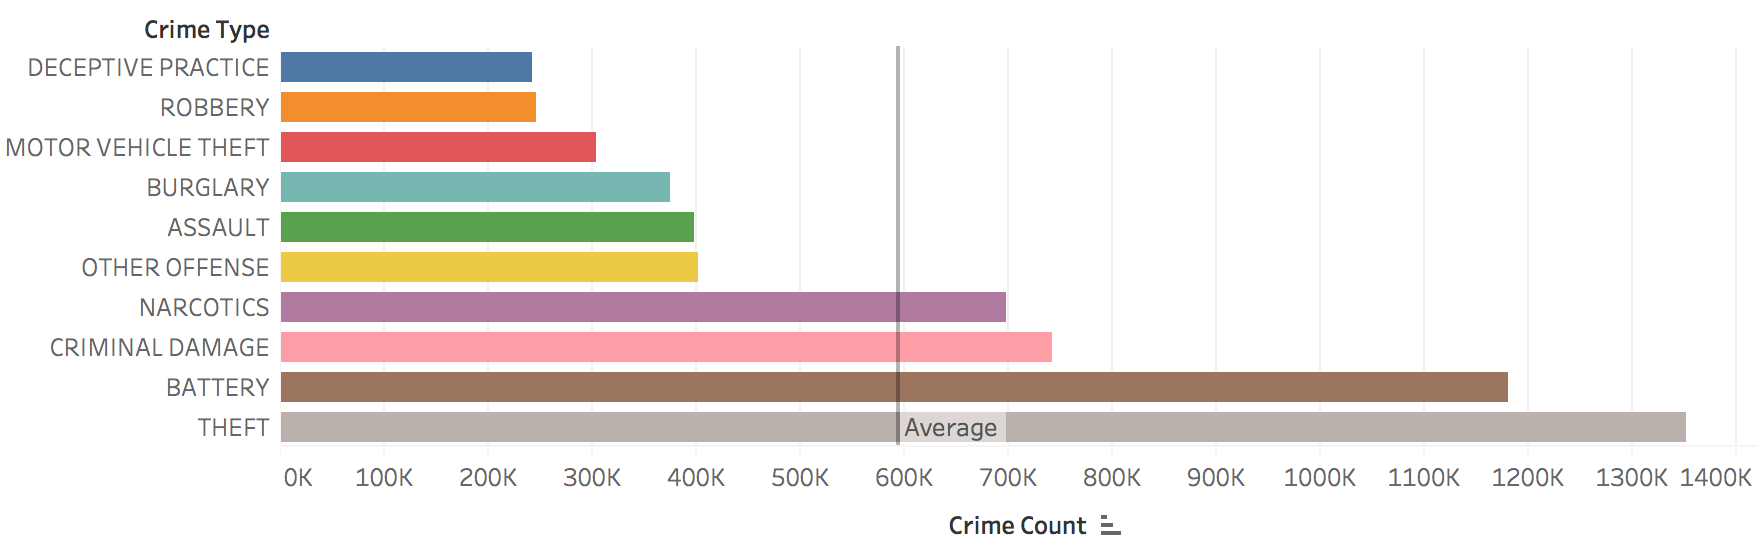 Crime Type
DECEPTIVE PRACTICE
ROBBERY
MOTOR VEHICLE THEFT
BURGLARY
ASSAULT
OTHER OFFENSE
NARCOTICS
CRIMINAL DAMAGE
BATTERY
THEFT
Average
0K 100K 200K 300K 400K 500K 600K 700K 800K 900K 1000K 1100K 1200K 1300K 1400K
Crime Count